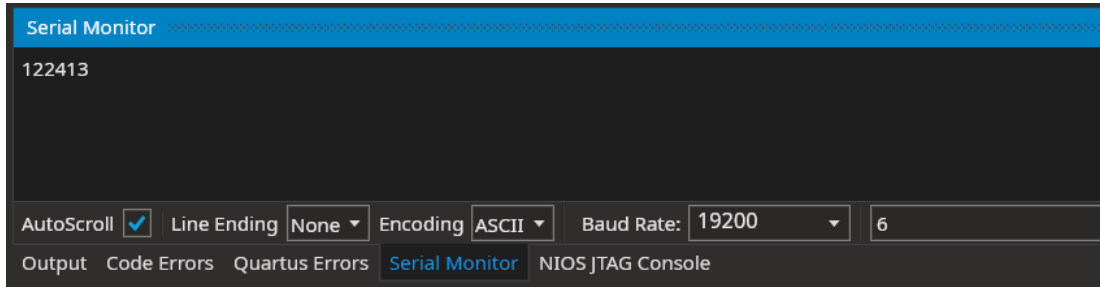 Serial Monitor
122413
AutoScroll Line Ending None Encoding ASCII Baud Rate: 19200 6
Output Code Errors Quartus Errors Serial Monitor NIOS JTAG Console